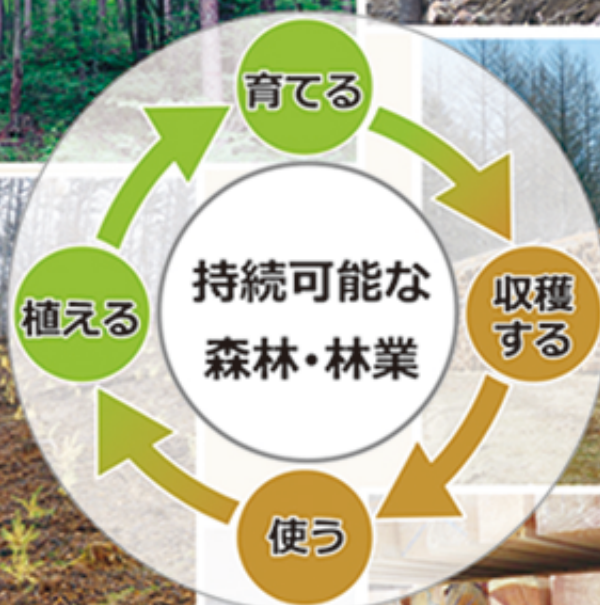 育てる
持続可能な
森林・林業
植える
収穫
する
使う